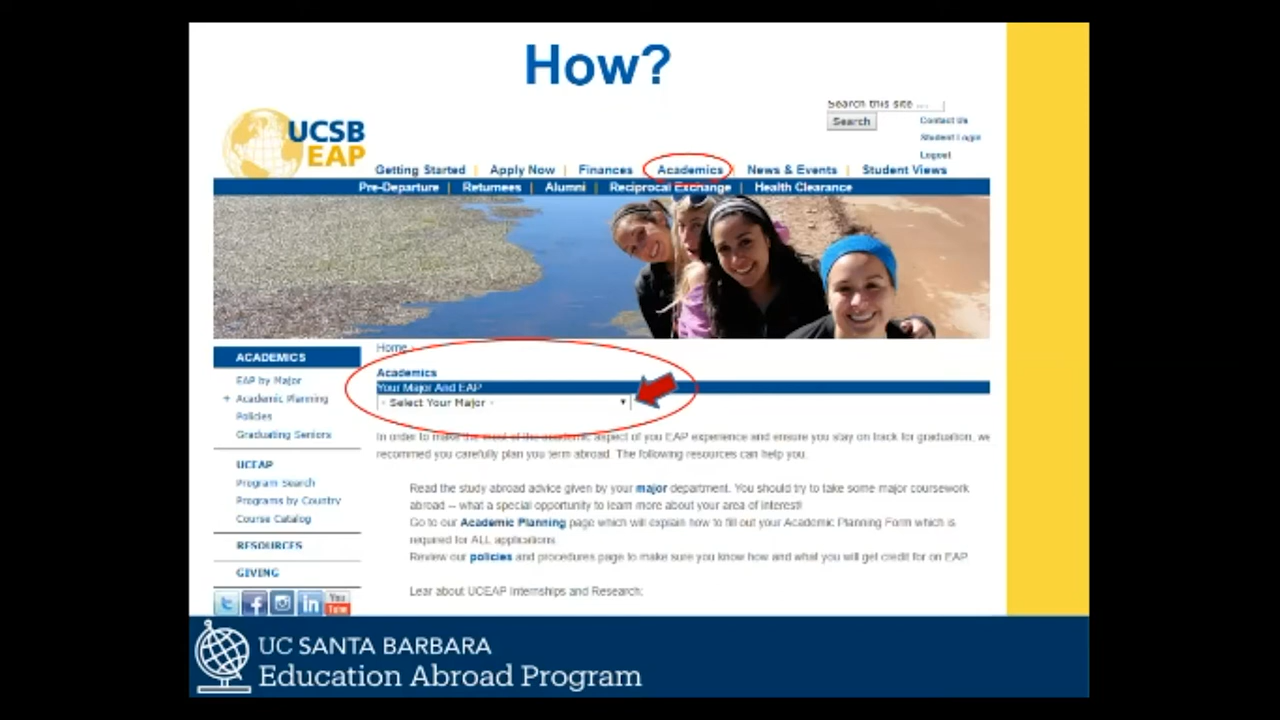 How?
Search this site ...
UCSB
EAP
Search
Contact Us
Student Login
Logout
Getting Started | Apply Now | Finances | Academics | News & Events | Student Views
Pre-Departure | Returnees | Alumni | Reciprocal Exchange | Health Clearance
ACADEMICS
EAP by Major
+ Academic Planning
Policies
Graduating Seniors
UCEAP
Program Search
Programs by Country
Course Catalog
RESOURCES
GIVING
You
Tube
Home
Academics
Your Major And EAP
- Select Your Major -
In order to make the most of the academic aspect of you EAP experience and ensure you stay on track for graduation, we
recommed you carefully plan you term abroad. The following resources can help you.
Read the study abroad advice given by your major department. You should try to take some major coursework
abroad -- what a special opportunity to learn more about your area of interest!
Go to our Academic Planning page which will explain how to fill out your Academic Planning Form which is
required for ALL applications.
Review our policies and procedures page to make sure you know how and what you will get credit for on EAP
Lear about UCEAP Internships and Research:
UC SANTA BARBARA
Education Abroad Program